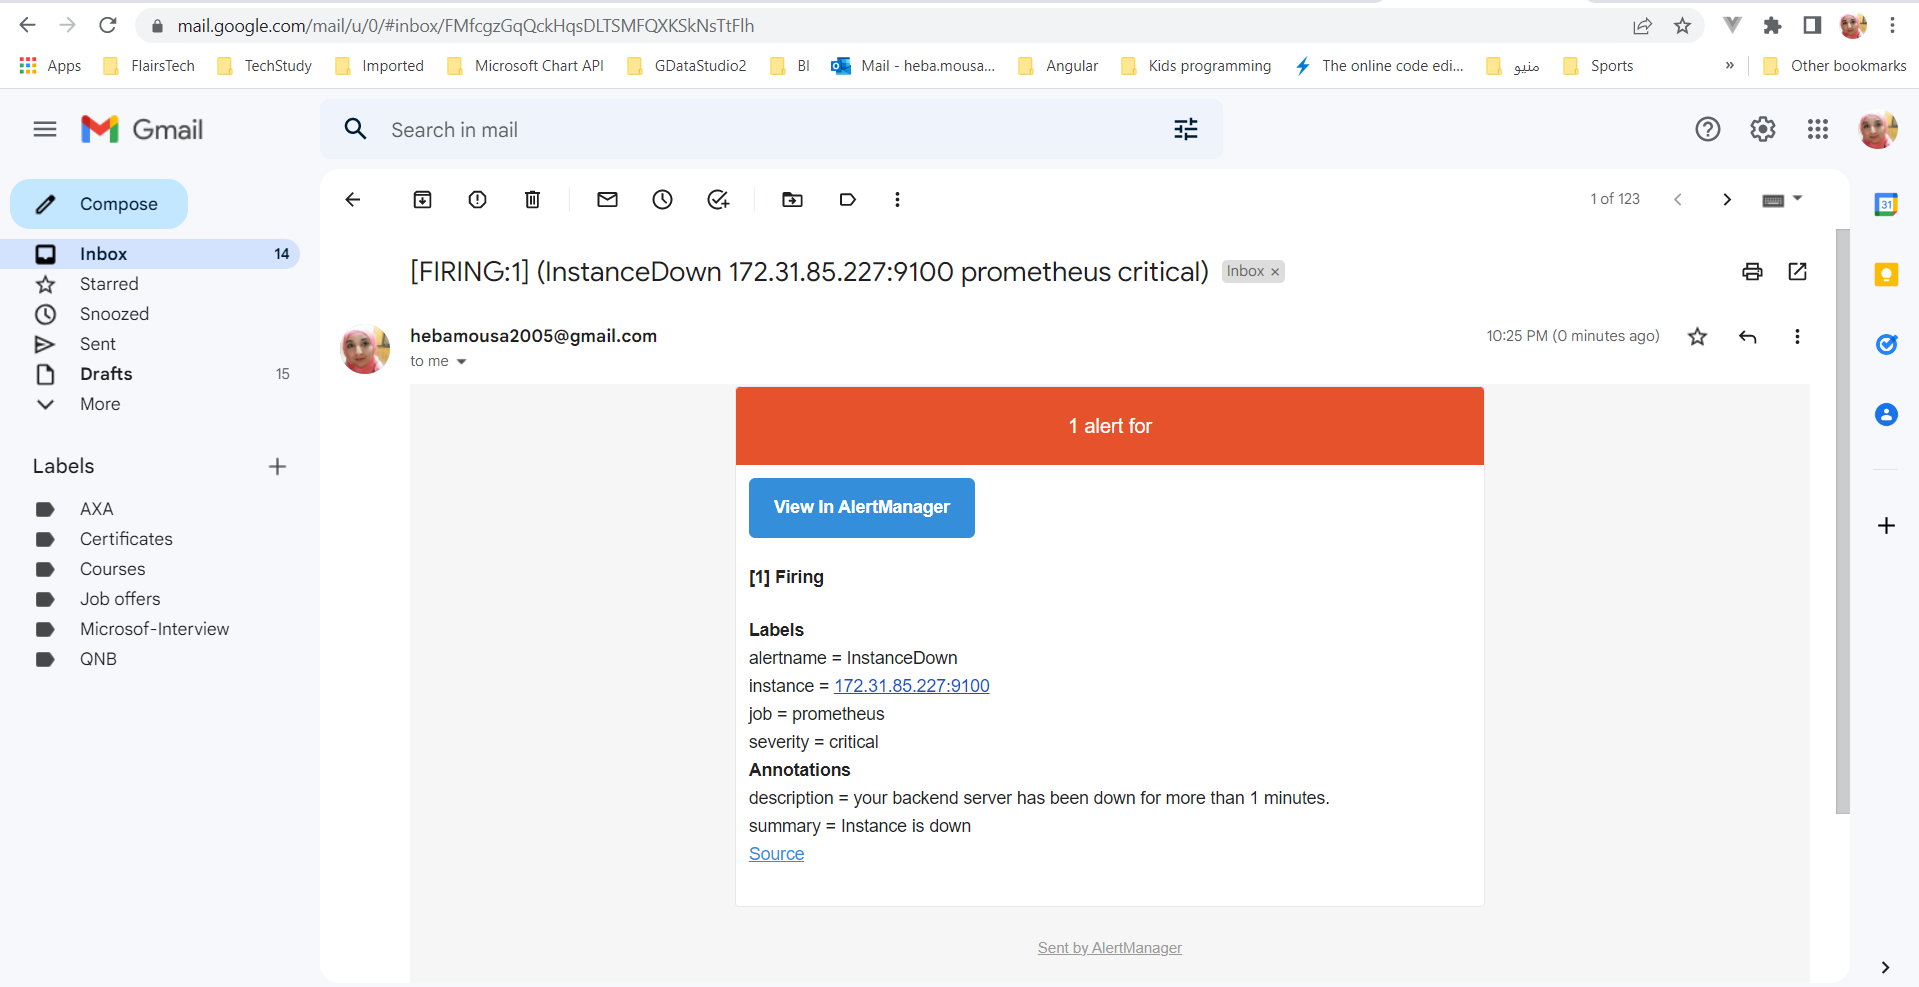 mail.google.com/mail/u/0/#inbox/FMfcgzGqQckHqsDLTSMFQXKSkNsTtFlh
Apps FlairsTech TechStudy Imported Microsoft Chart API GDataStudio2 BI Mail - heba.mousa... Angular Kids programming The online code edi... منيو Sports » Other bookmarks
Gmail
Search in mail
Compose
Inbox 14
Starred
Snoozed
Sent
Drafts 15
More
Labels
AXA
Certificates
Courses
Job offers
Microsof-Interview
QNB
1 of 123
[FIRING:1] (InstanceDown 172.31.85.227:9100 prometheus critical) Inbox ×
hebamousa2005@gmail.com 10:25 PM (0 minutes ago)
to me
1 alert for
View In AlertManager
[1] Firing
Labels
alertname = InstanceDown
instance = 172.31.85.227:9100
job = prometheus
severity = critical
Annotations
description = your backend server has been down for more than 1 minutes.
summary = Instance is down
Source
Sent by AlertManager
31